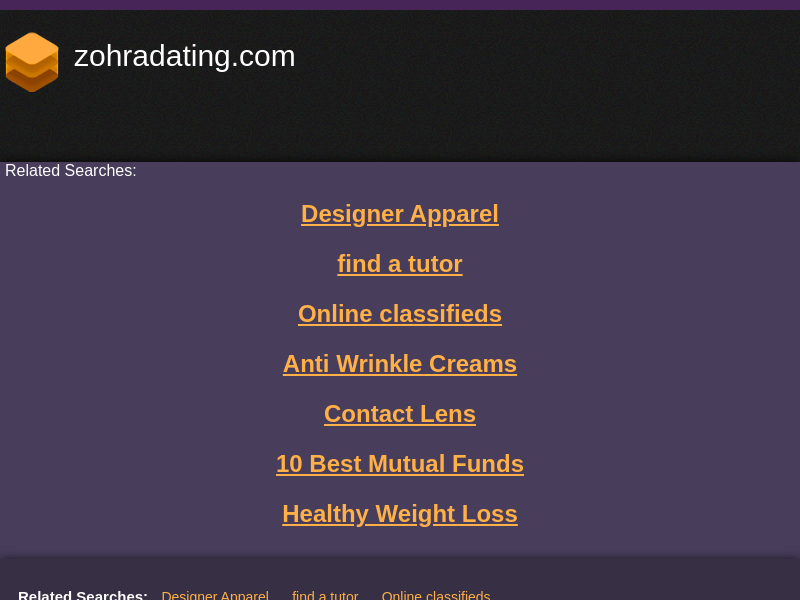 zohradating.com
Related Searches:
Designer Apparel
find a tutor
Online classifieds
Anti Wrinkle Creams
Contact Lens
10 Best Mutual Funds
Healthy Weight Loss
Related Searches: Designer Apparel find a tutor Online classifieds